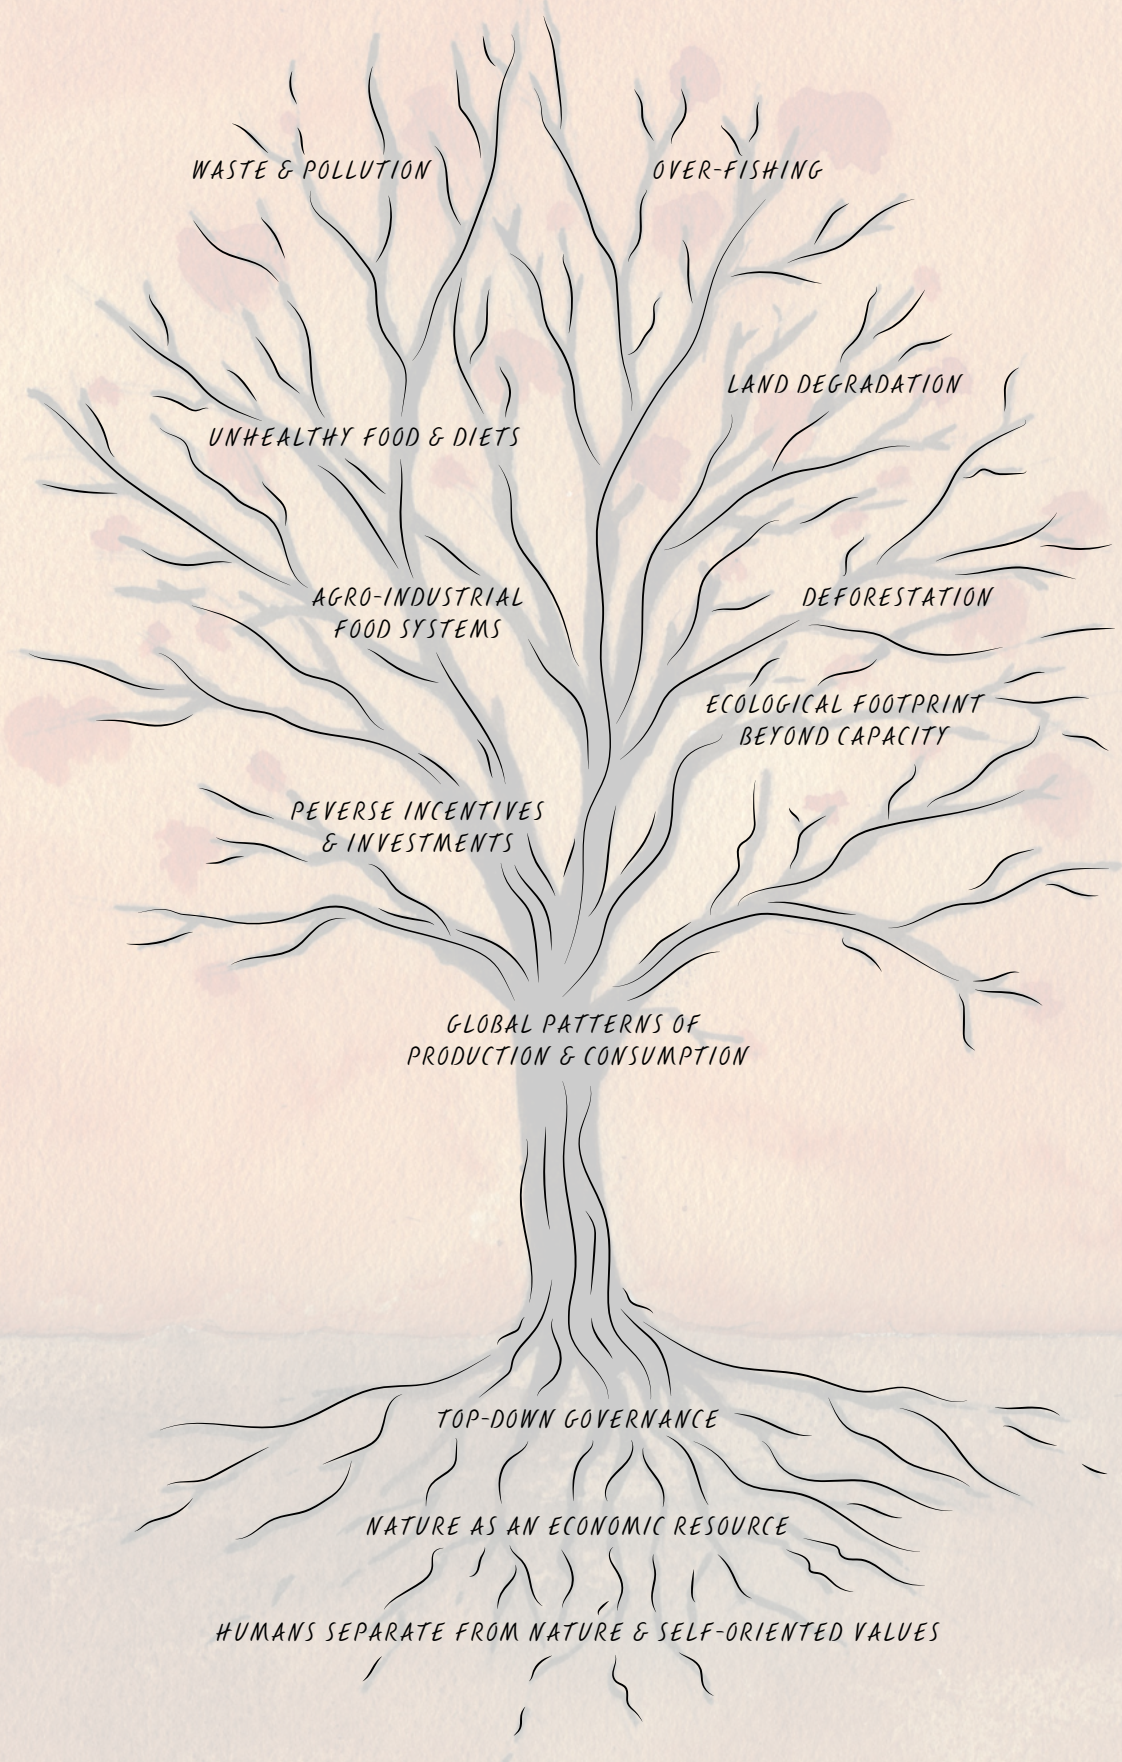 WASTE & POLLUTION
OVER-FISHING
LAND DEGRADATION
UNHEALTHY FOOD & DIETS
AGRO-INDUSTRIAL
FOOD SYSTEMS
DEFORESTATION
ECOLOGICAL FOOTPRINT
BEYOND CAPACITY
PEVERSE INCENTIVES
& INVESTMENTS
GLOBAL PATTERNS OF
PRODUCTION & CONSUMPTION
TOP-DOWN GOVERNANCE
NATURE AS AN ECONOMIC RESOURCE
HUMANS SEPARATE FROM NATURE & SELF-ORIENTED VALUES